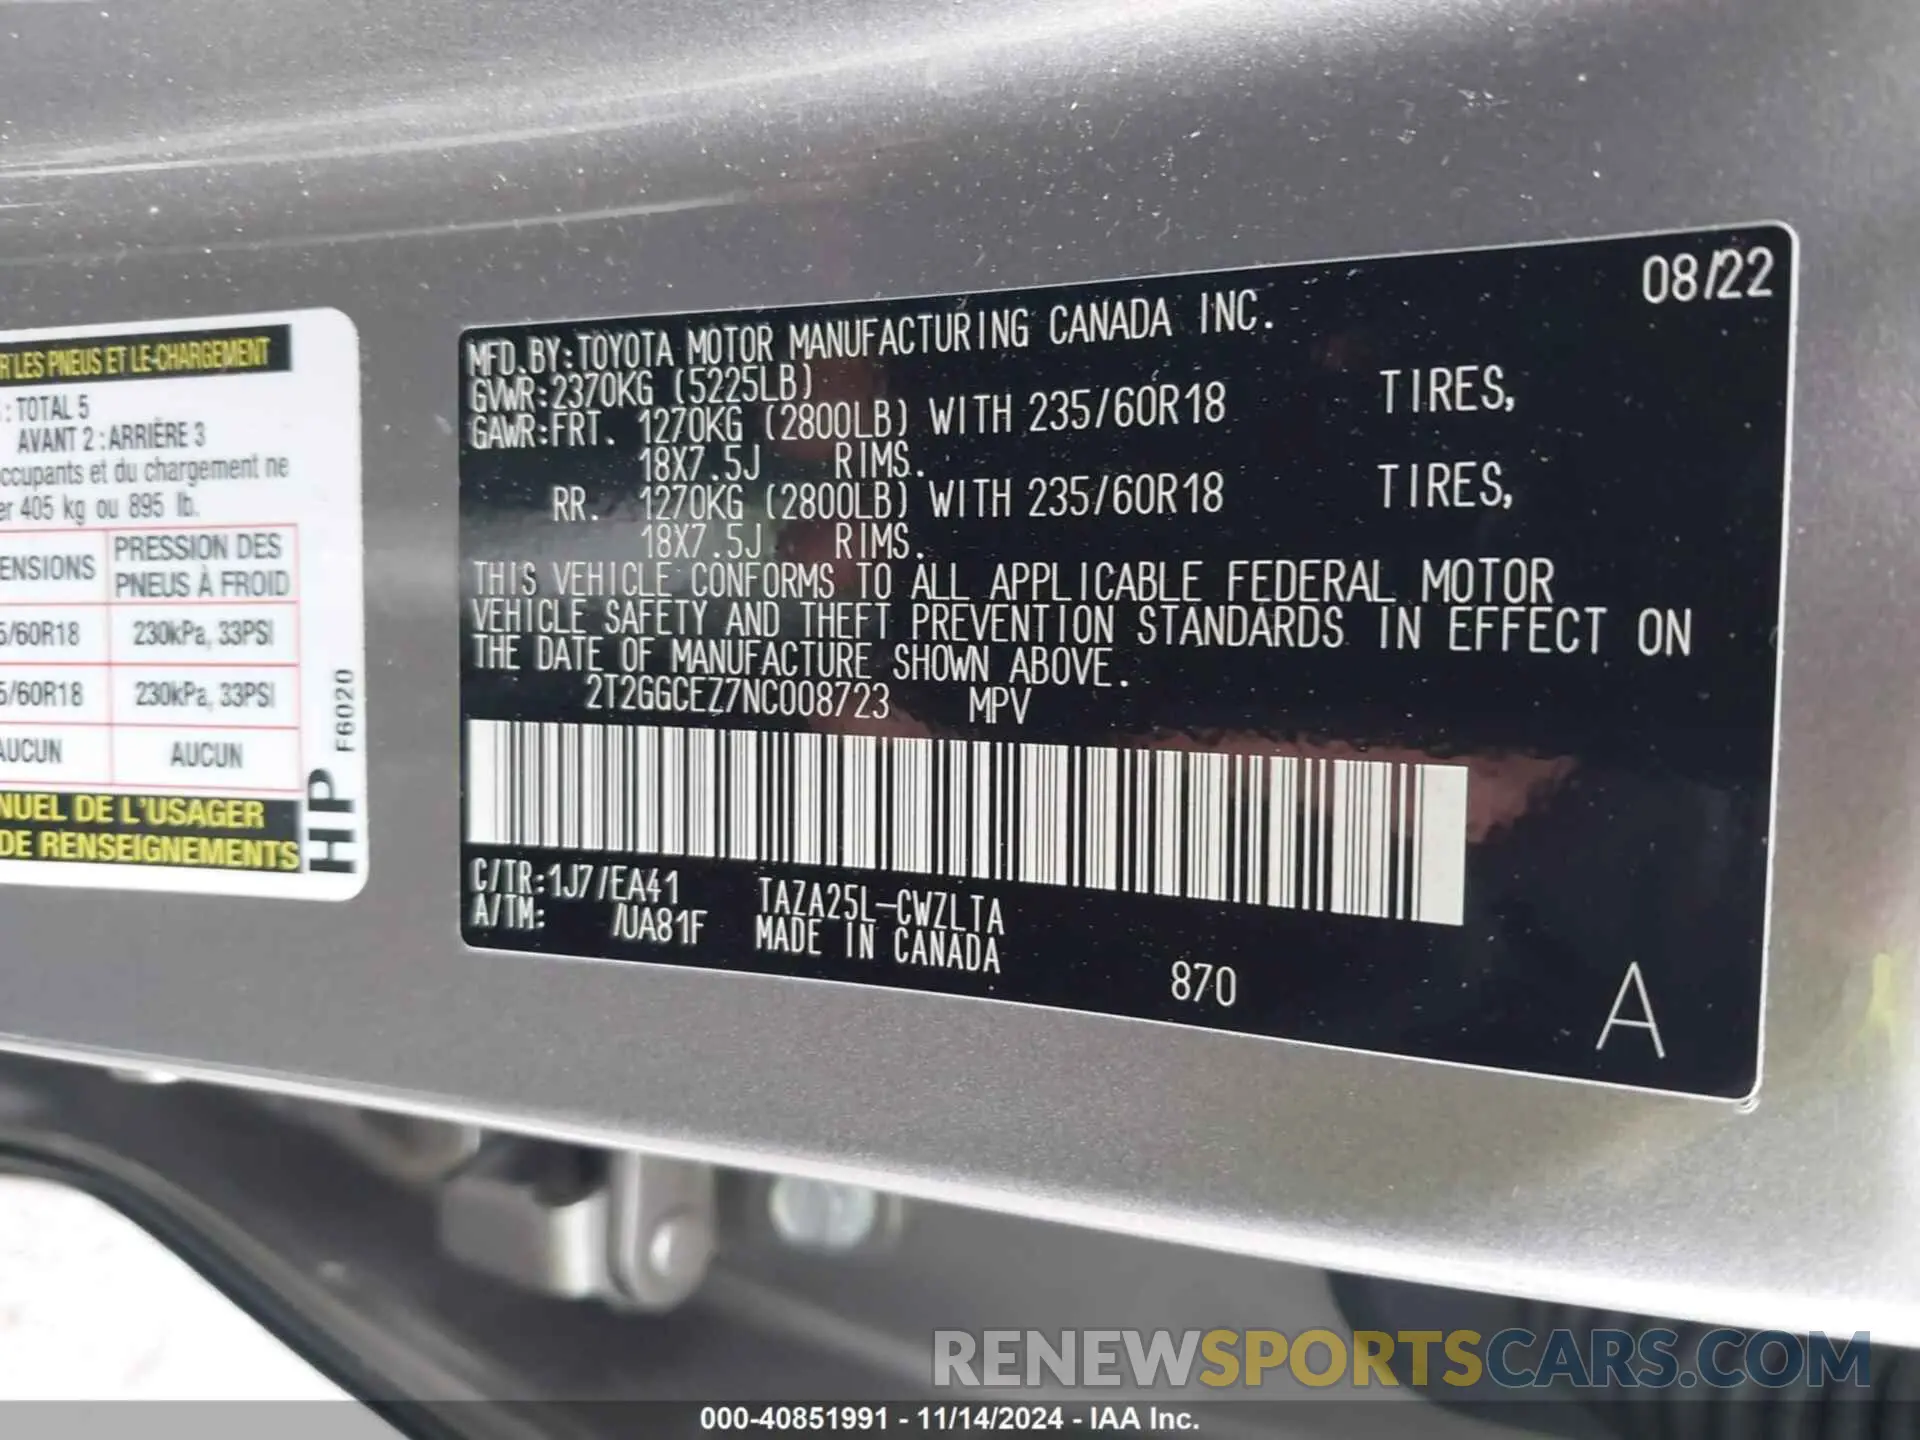 R LES PNEUS ET LE CHARGEMENT
: TOTAL 5
AVANT 2 : ARRIÈRE 3
ccupants et du chargement ne
er 405 kg ou 895 lb.
ENSIONS PRESSION DES
PNEUS À FROID
5/60R18 230kPa, 33PSI
5/60R18 230kPa, 33PSI
AUCUN AUCUN
NUEL DE L'USAGER
DE RENSEIGNEMENTS
HP F6020
08/22
MFD.BY:TOYOTA MOTOR MANUFACTURING CANADA INC.
GVWR:2370KG (5225LB)
GAWR:FRT. 1270KG (2800LB) WITH 235/60R18 TIRES,
18X7.5J RIMS.
RR. 1270KG (2800LB) WITH 235/60R18 TIRES,
18X7.5J RIMS.
THIS VEHICLE CONFORMS TO ALL APPLICABLE FEDERAL MOTOR
VEHICLE SAFETY AND THEFT PREVENTION STANDARDS IN EFFECT ON
THE DATE OF MANUFACTURE SHOWN ABOVE.
2T2GGCEZ7NC008723 MPV
C/TR:1J7/EA41 TAZA25L-CWZLTA
A/TM: /UA81F MADE IN CANADA
870
A
RENEWSPORTSCARS.COM
000-40851991 - 11/14/2024 - IAA Inc.